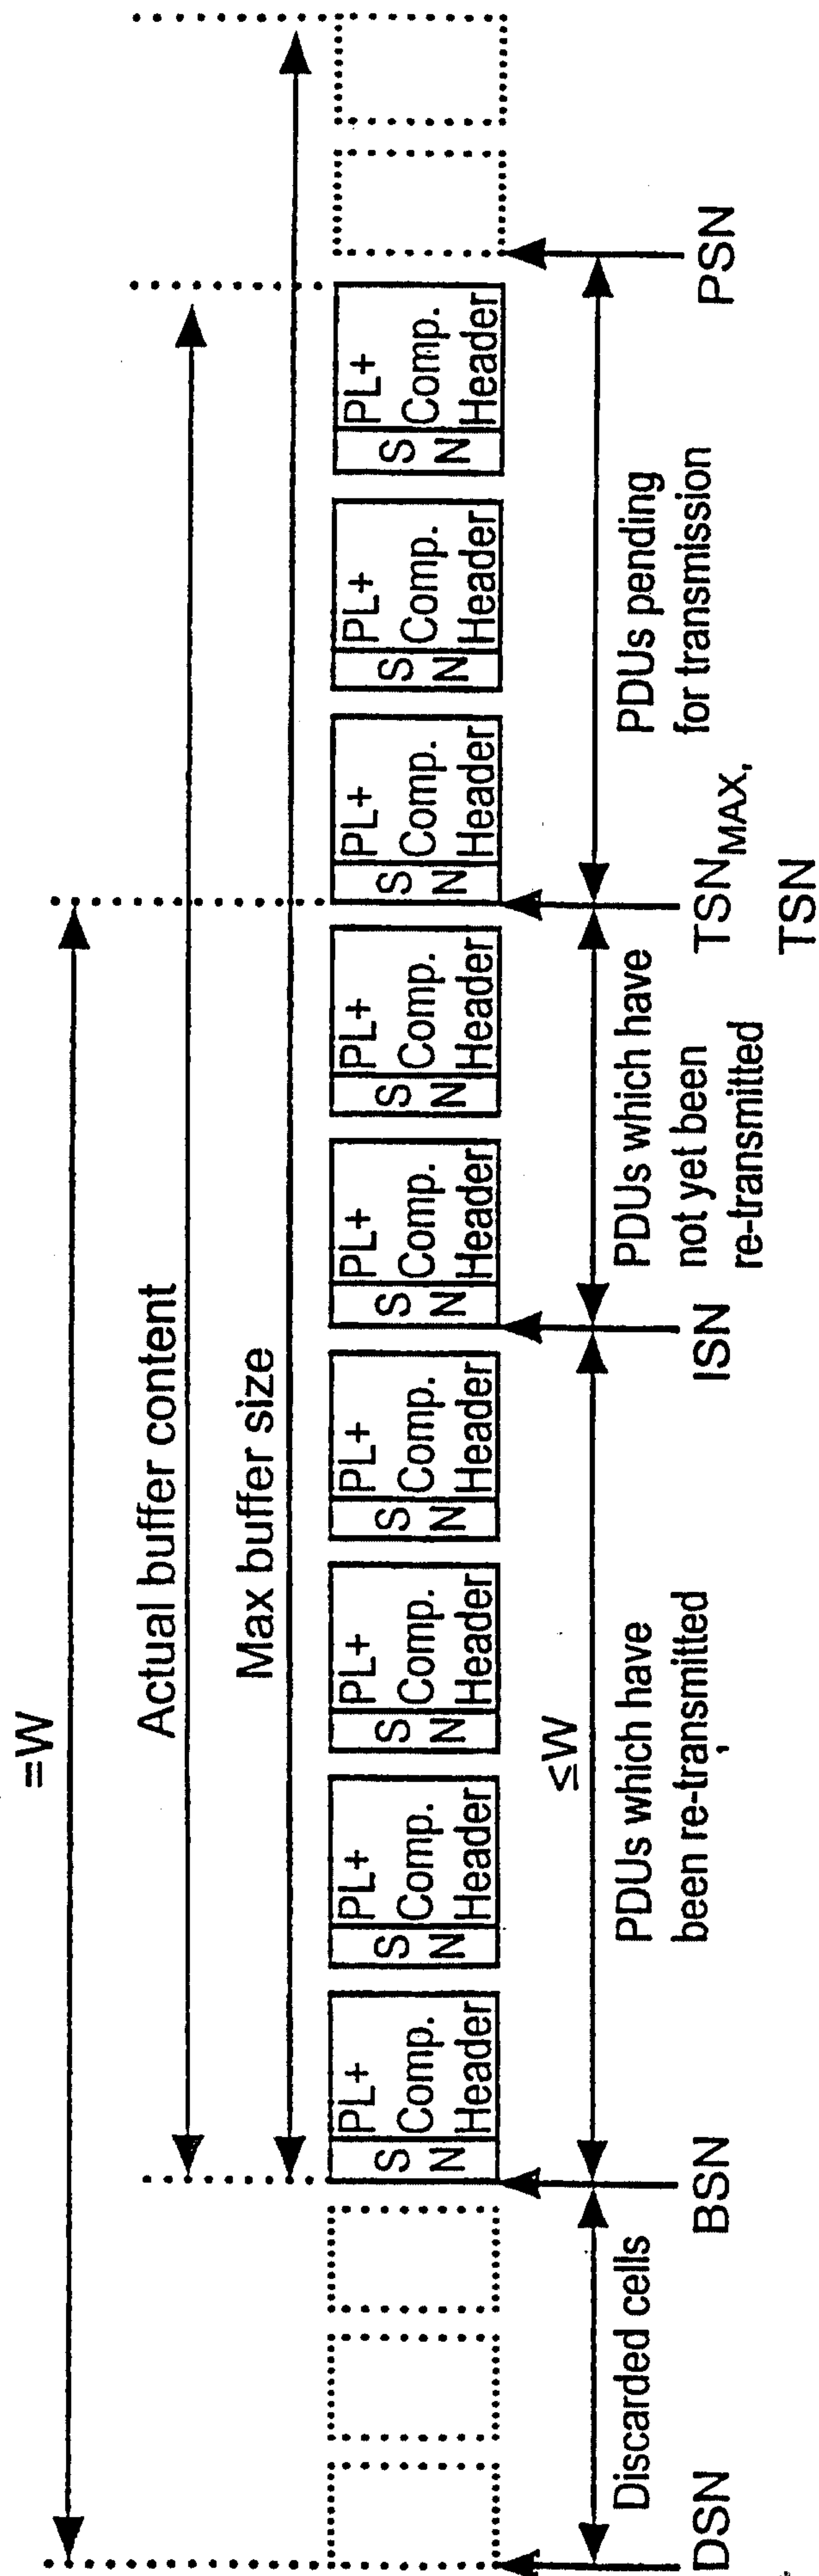 =W
Actual buffer content
Max buffer size
S
N
PL+
Comp.
Header
S
N
PL+
Comp.
Header
S
N
PL+
Comp.
Header
S
N
PL+
Comp.
Header
S
N
PL+
Comp.
Header
S
N
PL+
Comp.
Header
S
N
PL+
Comp.
Header
S
N
PL+
Comp.
Header
S
N
PL+
Comp.
Header
≤W
Discarded cells
PDUs which have
been re-transmitted
PDUs which have
not yet been
re-transmitted
PDUs pending
for transmission
DSN
BSN
ISN
TSNMAX,
TSN
PSN